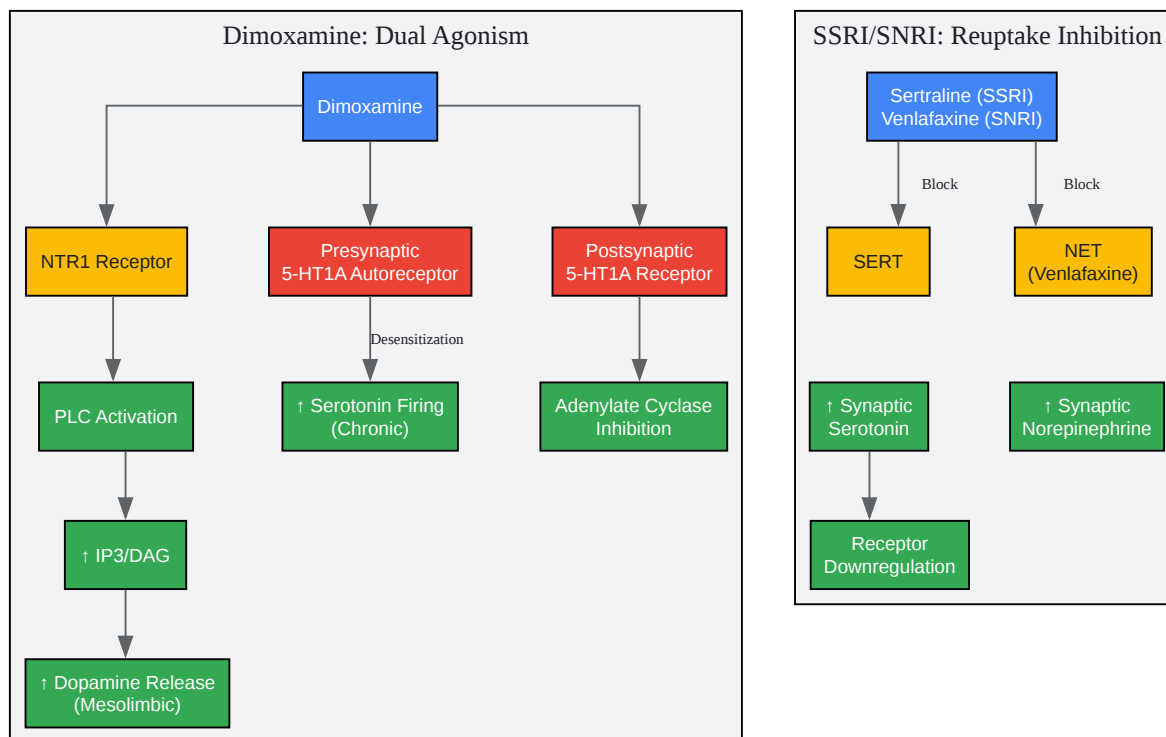 Dimoxamine: Dual Agonism
Dimoxamine
NTR1 Receptor
Presynaptic
5-HT1A Autoreceptor
Postsynaptic
5-HT1A Receptor
Desensitization
PLC Activation
↑ Serotonin Firing
(Chronic)
Adenylate Cyclase
Inhibition
↑ IP3/DAG
↑ Dopamine Release
(Mesolimbic)
SSRI/SNRI: Reuptake Inhibition
Sertraline (SSRI)
Venlafaxine (SNRI)
Block
Block
SERT
NET
(Venlafaxine)
↑ Synaptic
Serotonin
↑ Synaptic
Norepinephrine
Receptor
Downregulation